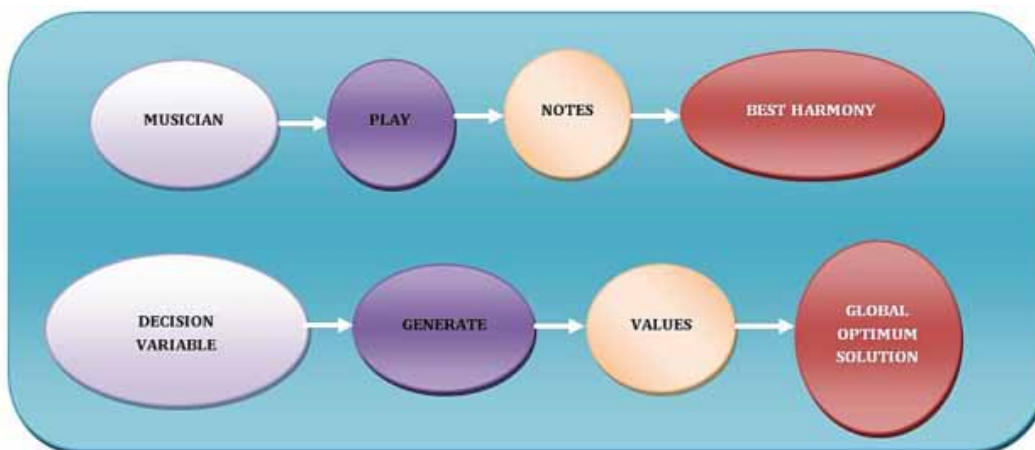 MUSICIAN
PLAY
NOTES
BEST HARMONY
DECISION
VARIABLE
GENERATE
VALUES
GLOBAL
OPTIMUM
SOLUTION